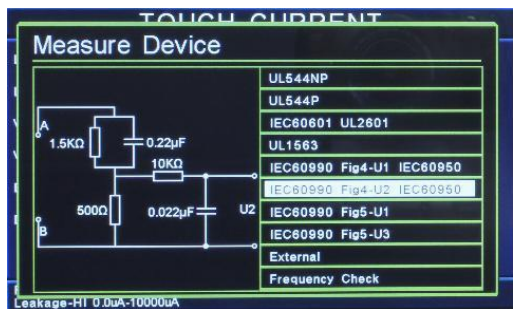 TOUCH CURRENT
Measure Device
UL544NP
UL544P
IEC60601 UL2601
UL1563
IEC60990 Fig4-U1 IEC60950
IEC60990 Fig4-U2 IEC60950
IEC60990 Fig5-U1
IEC60990 Fig5-U3
External
Frequency Check
A
1.5KΩ
0.22μF
10KΩ
500Ω
0.022μF
U2
B
Leakage-HI 0.0uA-10000uA